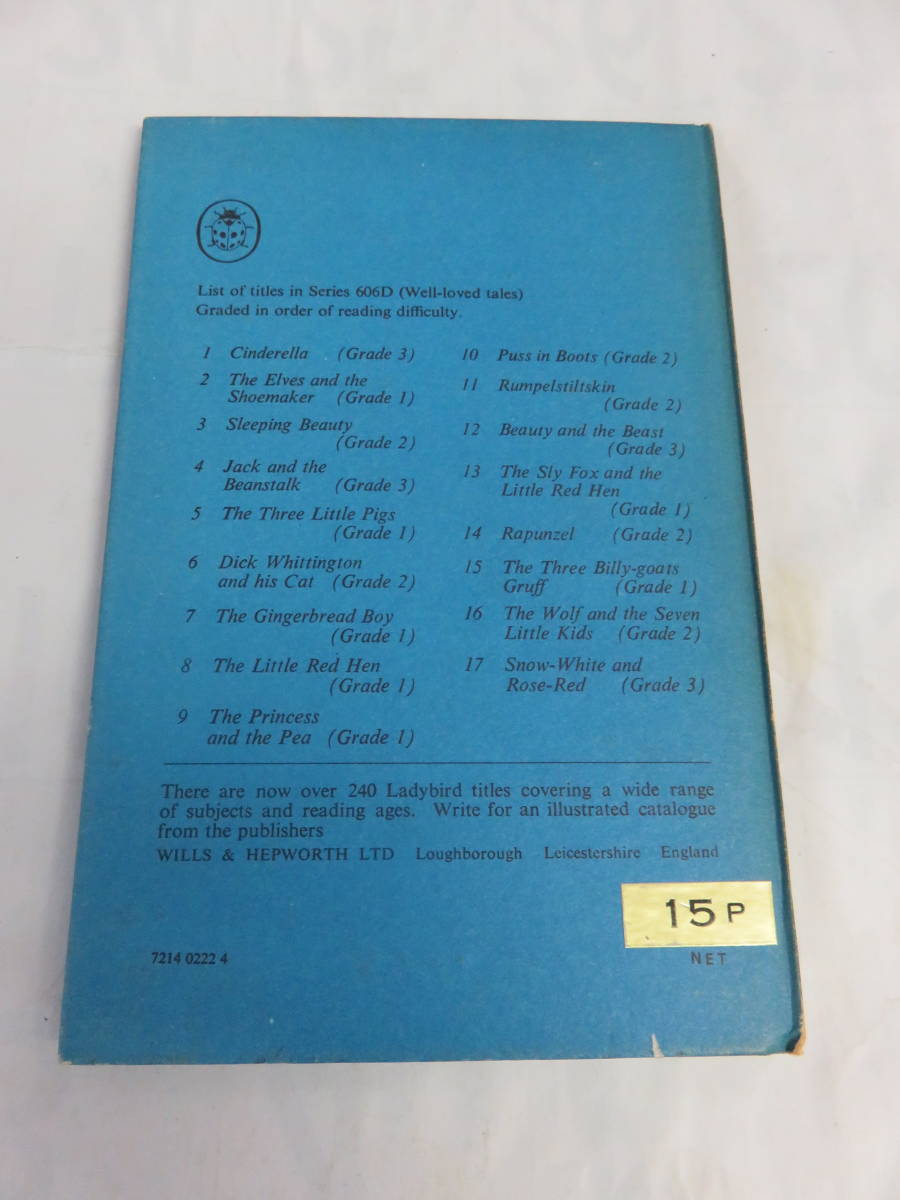 List of titles in Series 606D (Well-loved tales)
Graded in order of reading difficulty.
1 Cinderella (Grade 3)
2 The Elves and the
Shoemaker (Grade 1)
3 Sleeping Beauty
(Grade 2)
4 Jack and the
Beanstalk (Grade 3)
5 The Three Little Pigs
(Grade 1)
6 Dick Whittington
and his Cat (Grade 2)
7 The Gingerbread Boy
(Grade 1)
8 The Little Red Hen
(Grade 1)
9 The Princess
and the Pea (Grade 1)
10 Puss in Boots (Grade 2)
11 Rumpelstiltskin
(Grade 2)
12 Beauty and the Beast
(Grade 3)
13 The Sly Fox and the
Little Red Hen
(Grade 1)
14 Rapunzel (Grade 2)
15 The Three Billy-goats
Gruff (Grade 1)
16 The Wolf and the Seven
Little Kids (Grade 2)
17 Snow-White and
Rose-Red (Grade 3)
There are now over 240 Ladybird titles covering a wide range
of subjects and reading ages. Write for an illustrated catalogue
from the publishers
WILLS & HEPWORTH LTD Loughborough Leicestershire England
15 P
7214 0222 4
NET